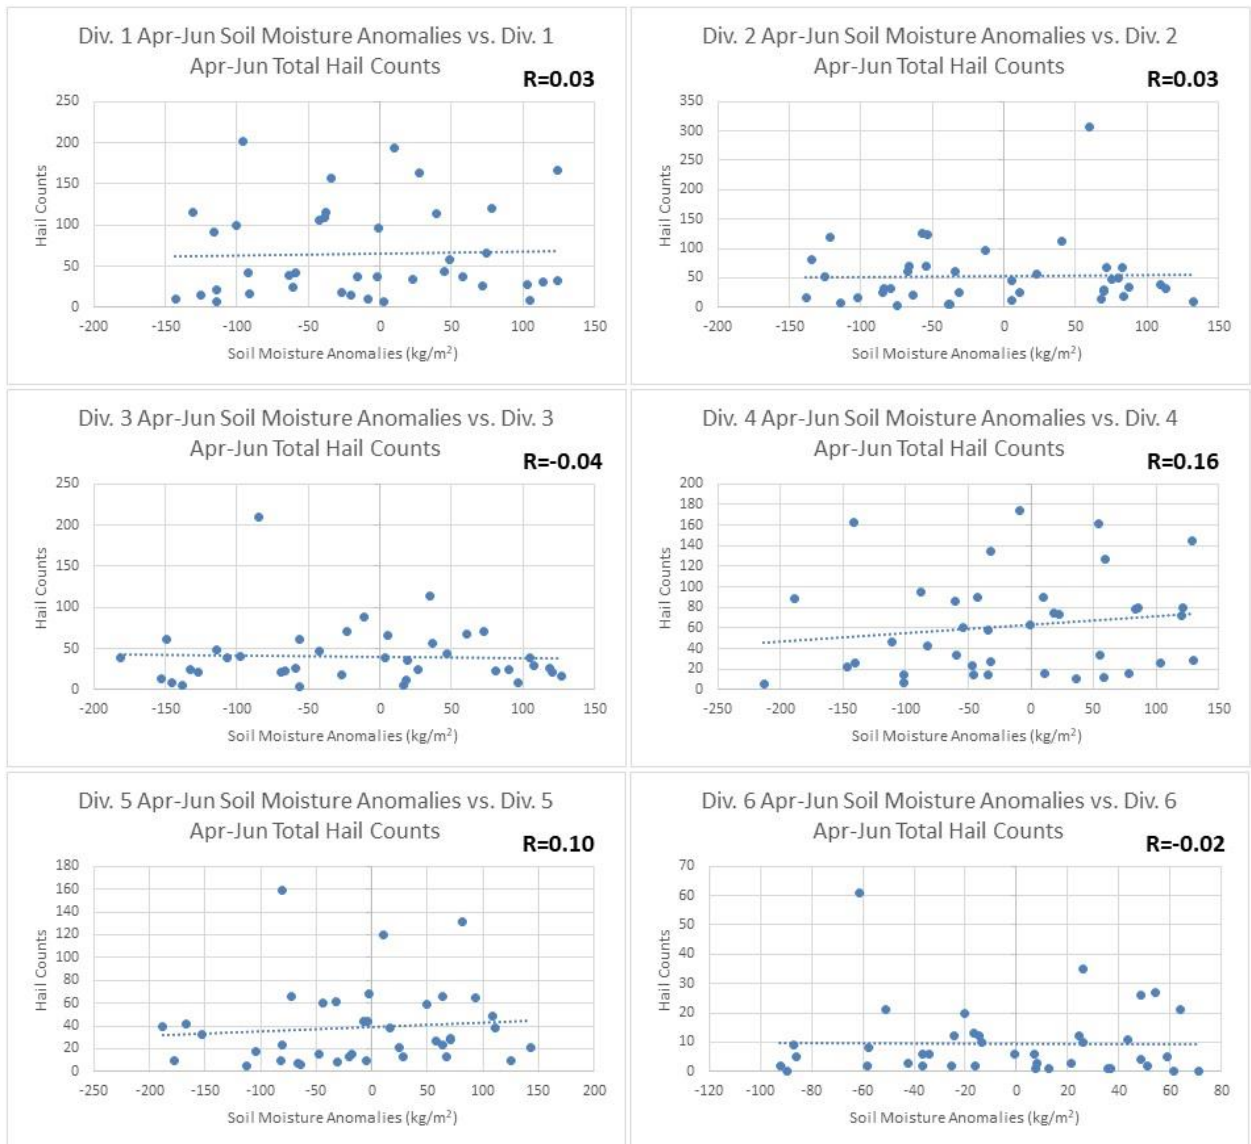 Div. 1 Apr-Jun Soil Moisture Anomalies vs. Div. 1
Apr-Jun Total Hail Counts
R=0.03
250
200
150
100
50
0
Hail Counts
-200 -150 -100 -50 0 50 100 150
Soil Moisture Anomalies (kg/m²)
Div. 2 Apr-Jun Soil Moisture Anomalies vs. Div. 2
Apr-Jun Total Hail Counts
R=0.03
350
300
250
200
150
100
50
0
Hail Counts
-200 -150 -100 -50 0 50 100 150
Soil Moisture Anomalies (kg/m²)
Div. 3 Apr-Jun Soil Moisture Anomalies vs. Div. 3
Apr-Jun Total Hail Counts
R=-0.04
250
200
150
100
50
0
Hail Counts
-200 -150 -100 -50 0 50 100 150
Soil Moisture Anomalies (kg/m²)
Div. 4 Apr-Jun Soil Moisture Anomalies vs. Div. 4
Apr-Jun Total Hail Counts
R=0.16
200
180
160
140
120
100
80
60
40
20
0
Hail Counts
-250 -200 -150 -100 -50 0 50 100 150
Soil Moisture Anomalies (kg/m²)
Div. 5 Apr-Jun Soil Moisture Anomalies vs. Div. 5
Apr-Jun Total Hail Counts
R=0.10
180
160
140
120
100
80
60
40
20
0
Hail Counts
-250 -200 -150 -100 -50 0 50 100 150 200
Soil Moisture Anomalies (kg/m²)
Div. 6 Apr-Jun Soil Moisture Anomalies vs. Div. 6
Apr-Jun Total Hail Counts
R=-0.02
70
60
50
40
30
20
10
0
Hail Counts
-120 -100 -80 -60 -40 -20 0 20 40 60 80
Soil Moisture Anomalies (kg/m²)